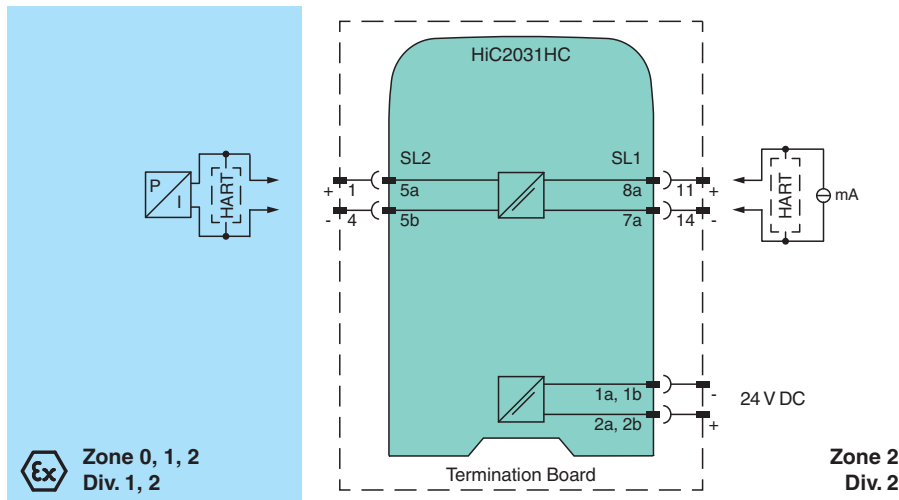 HiC2031HC
SL2 SL1
P
I
HART
+ 1 5a 8a 11 +
- 4 5b 7a 14 -
HART
mA
1a, 1b -
24 V DC
2a, 2b +
Termination Board
Ex
Zone 0, 1, 2
Div. 1, 2
Zone 2
Div. 2